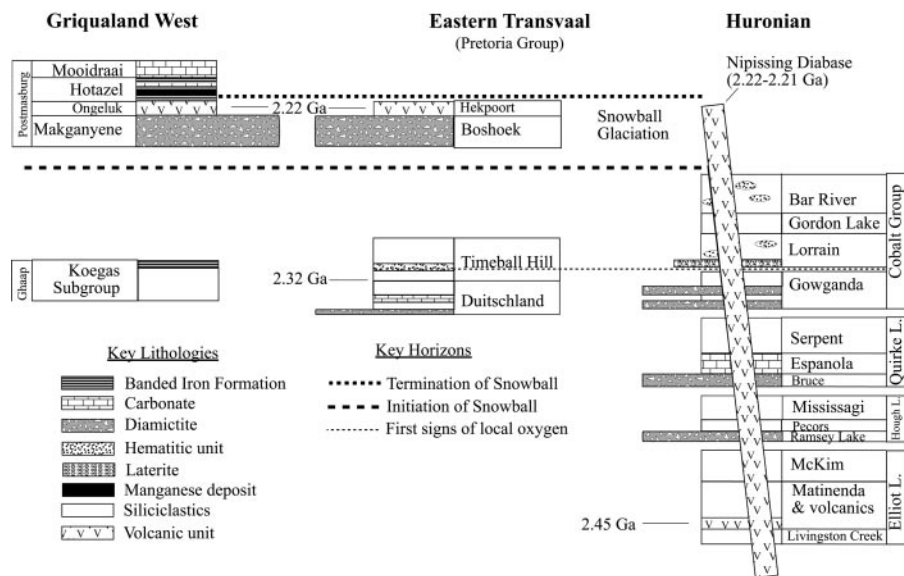 Griqualand West
Eastern Transvaal
(Pretoria Group)
Huronian
Nipissing Diabase
(2.22-2.21 Ga)
Postmasburg
Mooidraai
Hotazel
Ongeluk
Makganyene
2.22 Ga
Hekpoort
Boshoek
Snowball
Glaciation
Ghaap
Koegas
Subgroup
2.32 Ga
Timeball Hill
Duitschland
Bar River
Gordon Lake
Lorrain
Gowganda
Cobalt Group
Serpent
Espanola
Bruce
Quirke L.
Mississagi
Pecors
Ramsey Lake
Hough L.
McKim
Matinenda
& volcanics
2.45 Ga
Livingston Creek
Elliot L.
Key Lithologies
Banded Iron Formation
Carbonate
Diamictite
Hematitic unit
Laterite
Manganese deposit
Siliciclastics
Volcanic unit
Key Horizons
Termination of Snowball
Initiation of Snowball
First signs of local oxygen